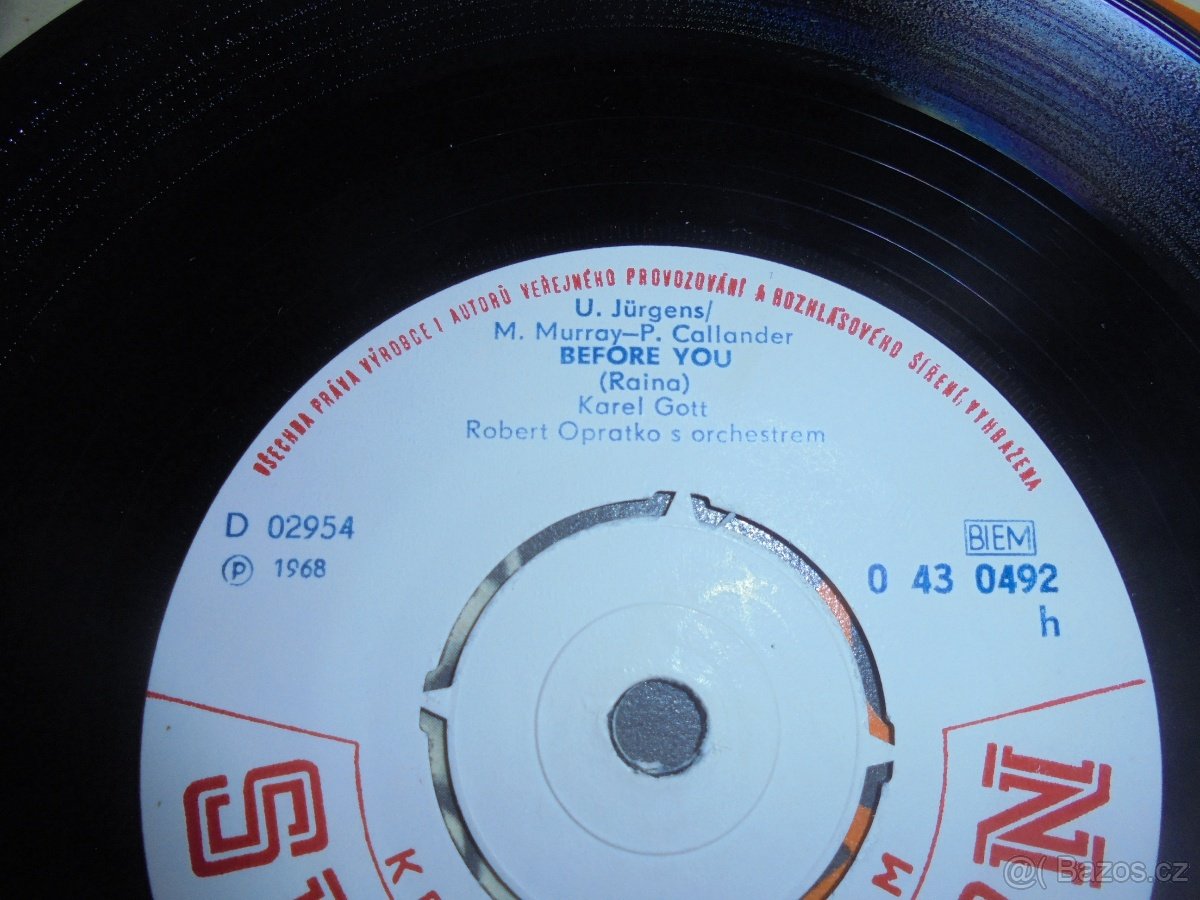 VŠECHNA PRÁVA VÝROBCE I AUTORŮ VEŘEJNÉHO PROVOZOVÁNÍ A ROZHLASOVÉHO ŠÍŘENÍ, VYHRAZENA
U. Jürgens/
M. Murray–P. Callander
BEFORE YOU
(Raina)
Karel Gott
Robert Opratko s orchestrem
D 02954
Ⓟ 1968
BIEM
0 43 0492
h
Bazos.cz